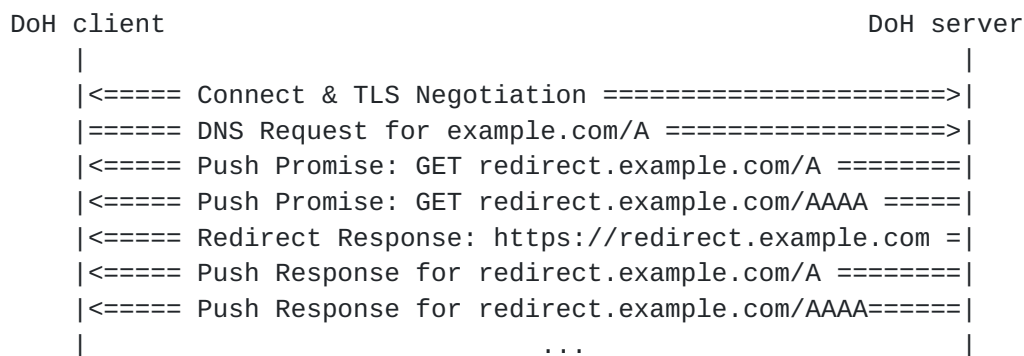 DoH client                                             DoH server
    |                                                        |
    |<===== Connect & TLS Negotiation ======================>|
    |====== DNS Request for example.com/A ==================>|
    |<===== Push Promise: GET redirect.example.com/A ========|
    |<===== Push Promise: GET redirect.example.com/AAAA =====|
    |<===== Redirect Response: https://redirect.example.com =|
    |<===== Push Response for redirect.example.com/A ========|
    |<===== Push Response for redirect.example.com/AAAA======|
    |                             ...                        |